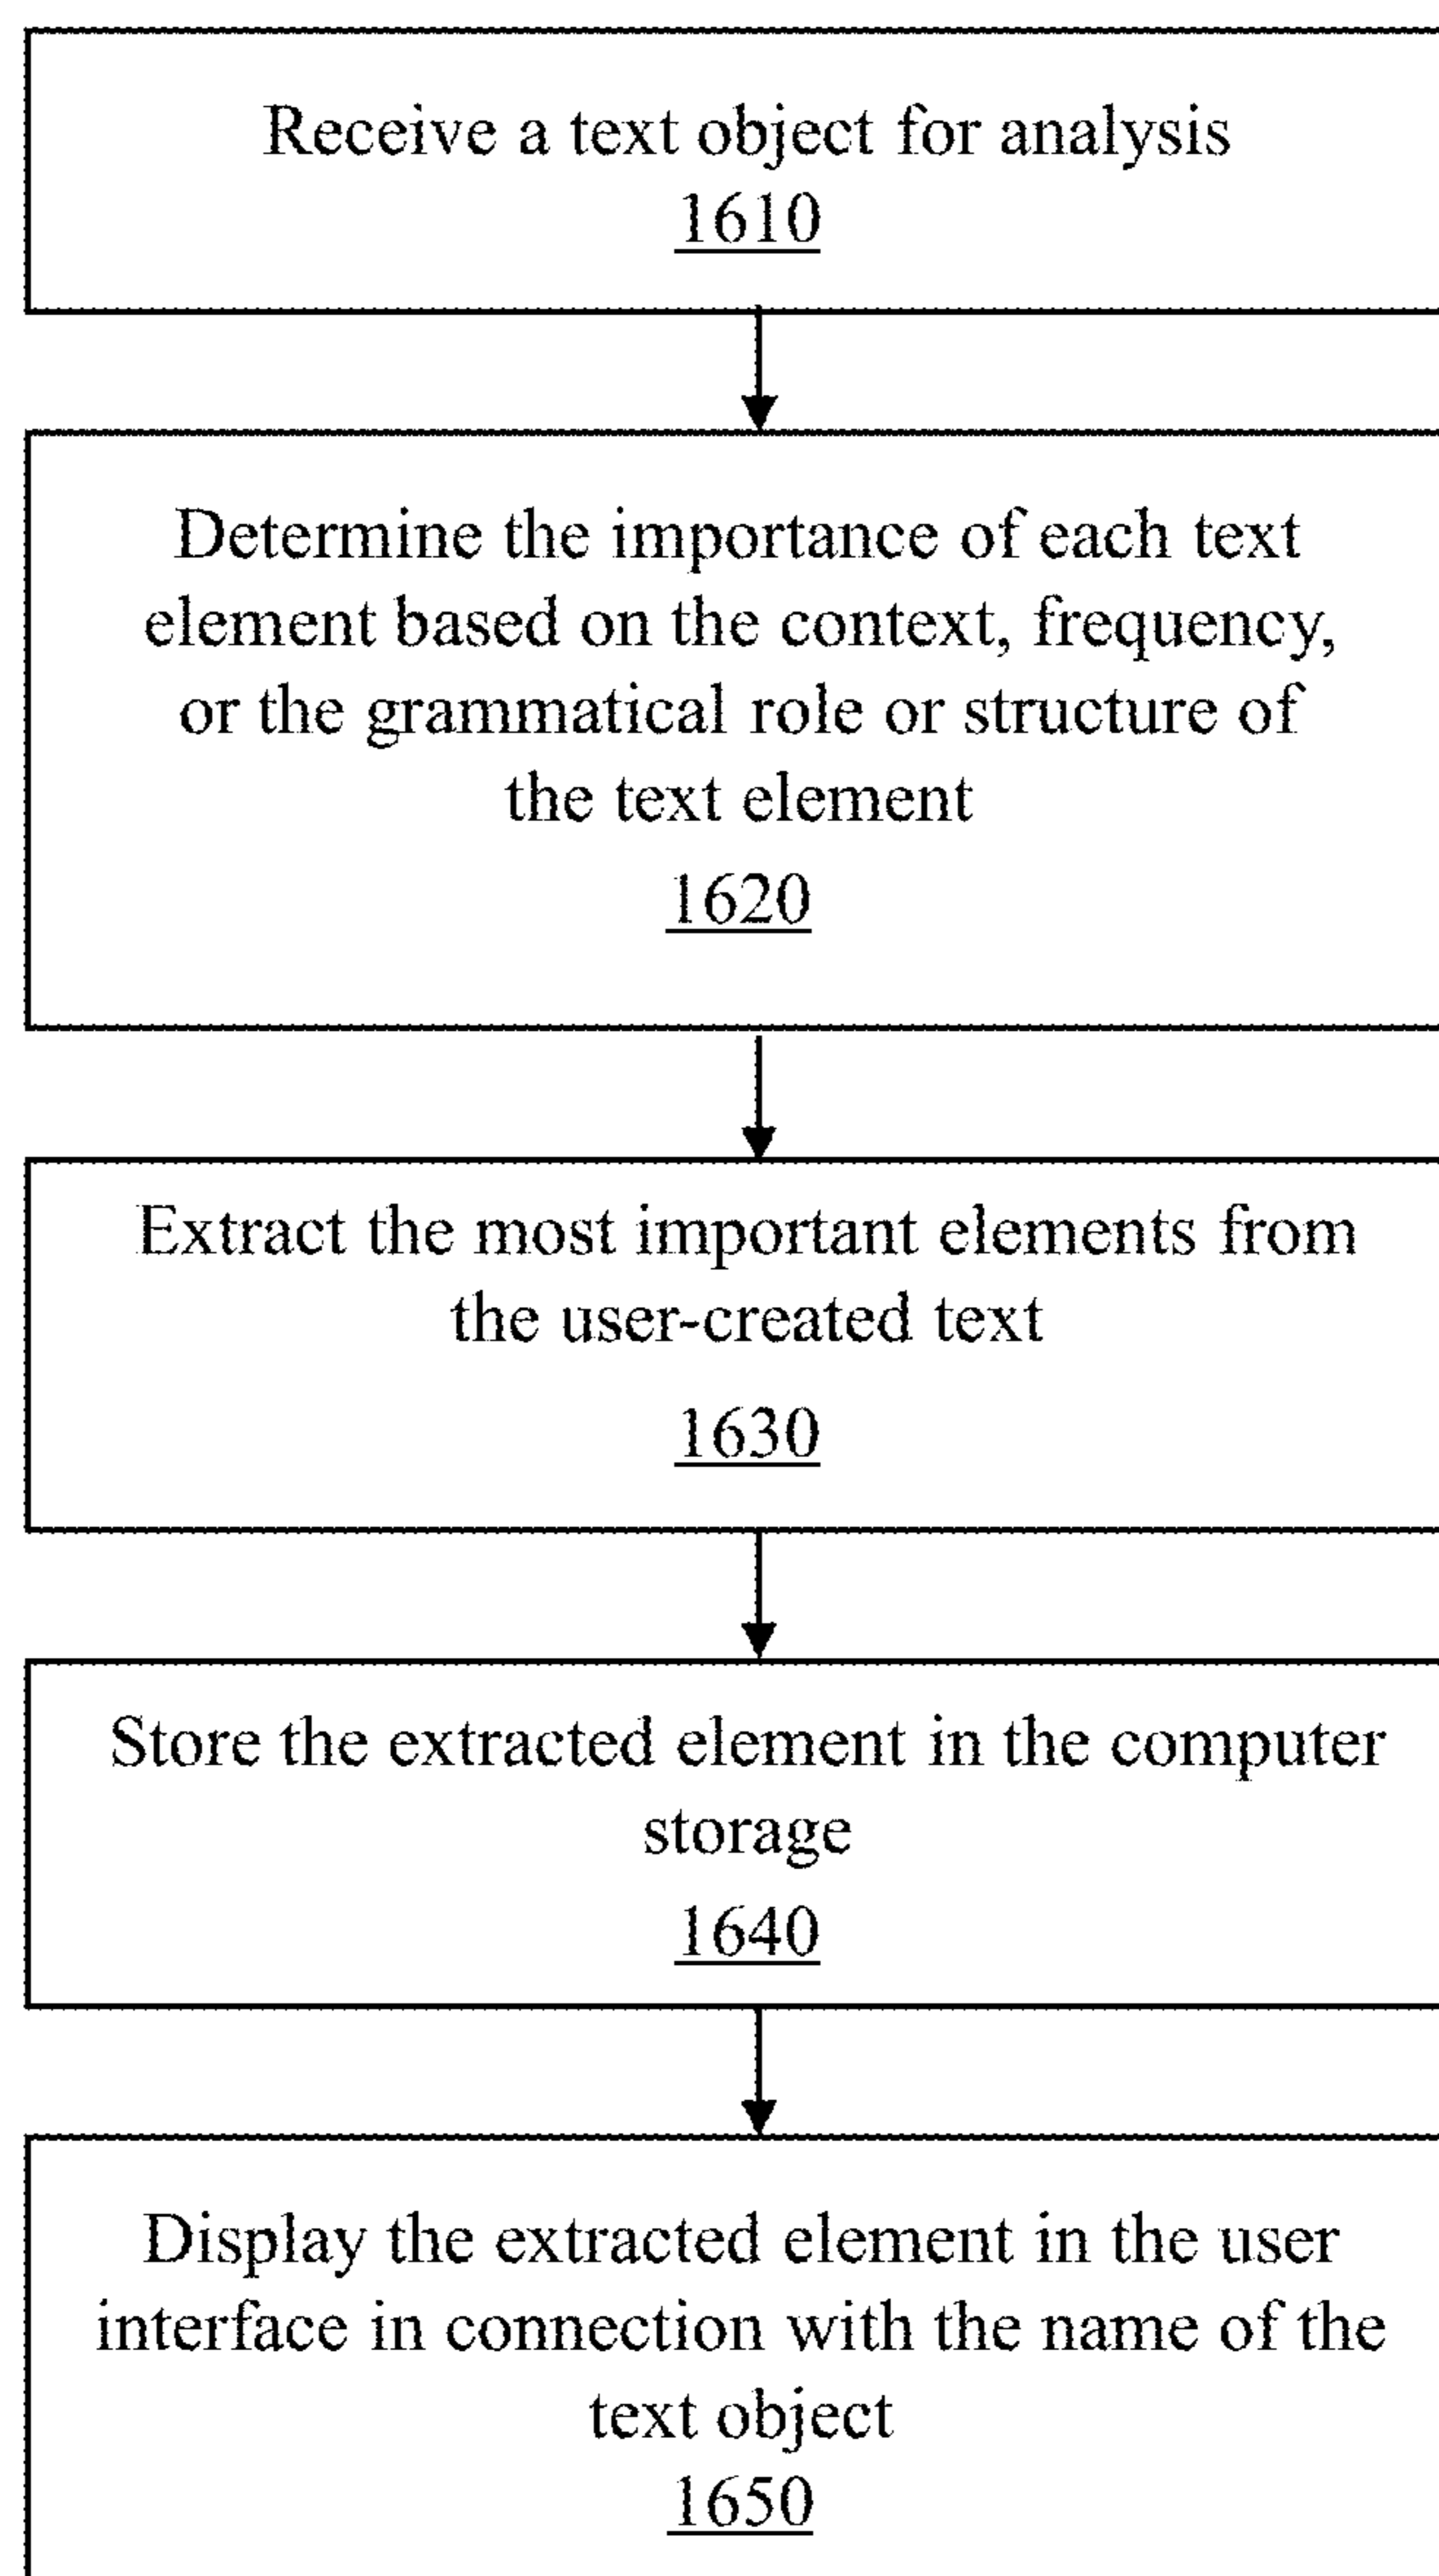 Receive a text object for analysis
1610
Determine the importance of each text
element based on the context, frequency,
or the grammatical role or structure of
the text element
1620
Extract the most important elements from
the user-created text
1630
Store the extracted element in the computer
storage
1640
Display the extracted element in the user
interface in connection with the name of the
text object
1650